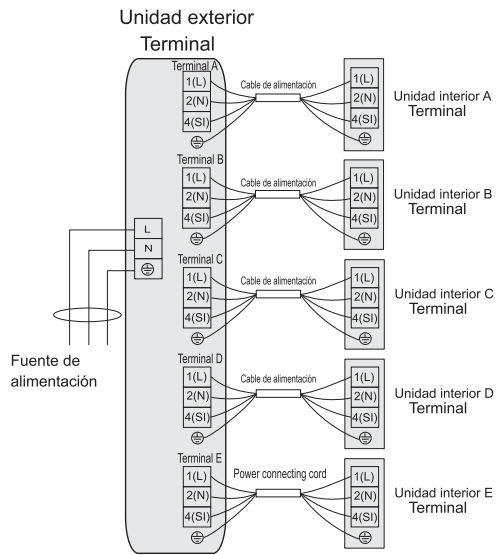 Unidad exterior
Terminal
Terminal A
1(L)
2(N)
4(SI)
Cable de alimentación
1(L)
2(N)
4(SI)
Unidad interior A
Terminal
Terminal B
1(L)
2(N)
4(SI)
Cable de alimentación
1(L)
2(N)
4(SI)
Unidad interior B
Terminal
L
N
Fuente de
alimentación
Terminal C
1(L)
2(N)
4(SI)
Cable de alimentación
1(L)
2(N)
4(SI)
Unidad interior C
Terminal
Terminal D
1(L)
2(N)
4(SI)
Cable de alimentación
1(L)
2(N)
4(SI)
Unidad interior D
Terminal
Terminal E
1(L)
2(N)
4(SI)
Power connecting cord
1(L)
2(N)
4(SI)
Unidad interior E
Terminal